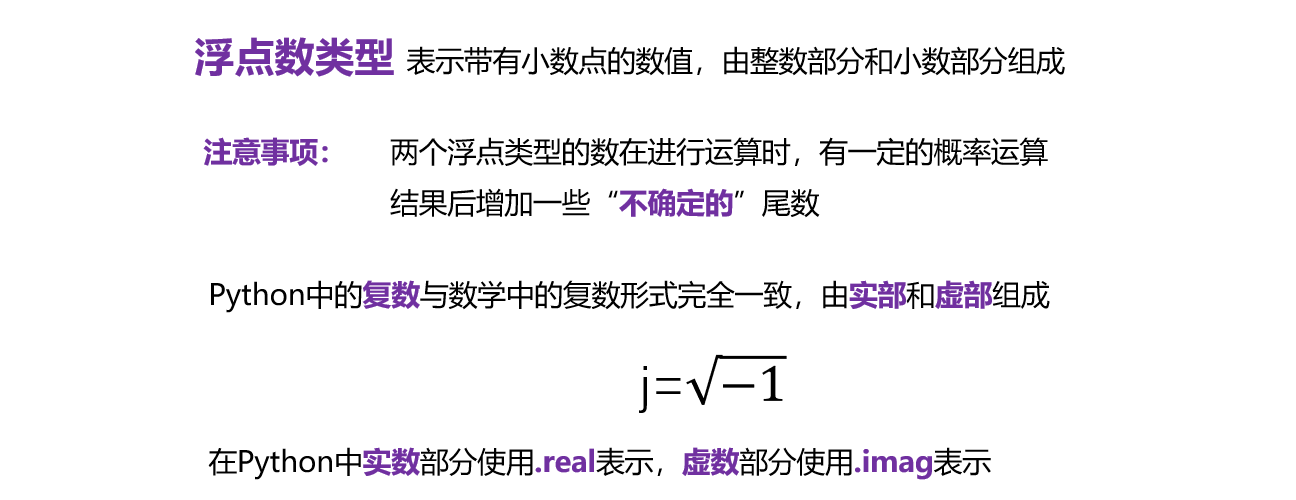 浮点数类型 表示带有小数点的数值，由整数部分和小数部分组成
注意事项： 两个浮点类型的数在进行运算时，有一定的概率运算
结果后增加一些“不确定的”尾数
Python中的复数与数学中的复数形式完全一致，由实部和虚部组成
j=√−1
在Python中实数部分使用.real表示，虚数部分使用.imag表示